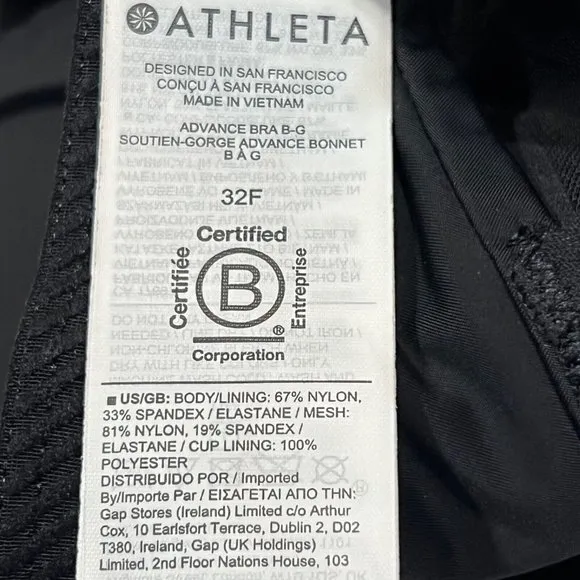 ATHLETA
DESIGNED IN SAN FRANCISCO
CONÇU À SAN FRANCISCO
MADE IN VIETNAM
ADVANCE BRA B-G
SOUTIEN-GORGE ADVANCE BONNET
B À G
32F
Certified
Certifiée
B
Entreprise
®
Corporation
■ US/GB: BODY/LINING: 67% NYLON,
33% SPANDEX / ELASTANE / MESH:
81% NYLON, 19% SPANDEX /
ELASTANE / CUP LINING: 100%
POLYESTER
DISTRIBUIDO POR / Imported
By/Importe Par / ΕΙΣΑΓΕΤΑΙ ΑΠΟ ΤΗΝ:
Gap Stores (Ireland) Limited c/o Arthur
Cox, 10 Earlsfort Terrace, Dublin 2, D02
T380, Ireland, Gap (UK Holdings)
Limited, 2nd Floor Nations House, 103